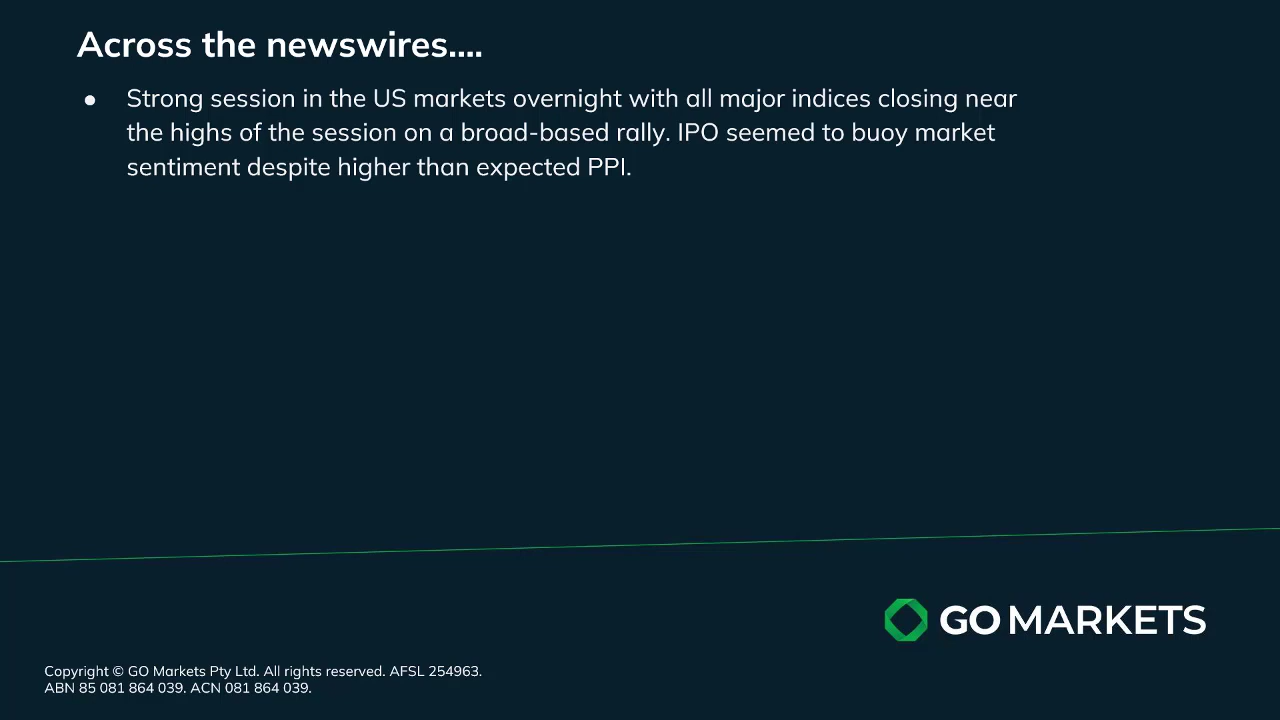 Across the newswires....
● Strong session in the US markets overnight with all major indices closing near
the highs of the session on a broad-based rally. IPO seemed to buoy market
sentiment despite higher than expected PPI.
GO MARKETS
Copyright © GO Markets Pty Ltd. All rights reserved. AFSL 254963.
ABN 85 081 864 039. ACN 081 864 039.